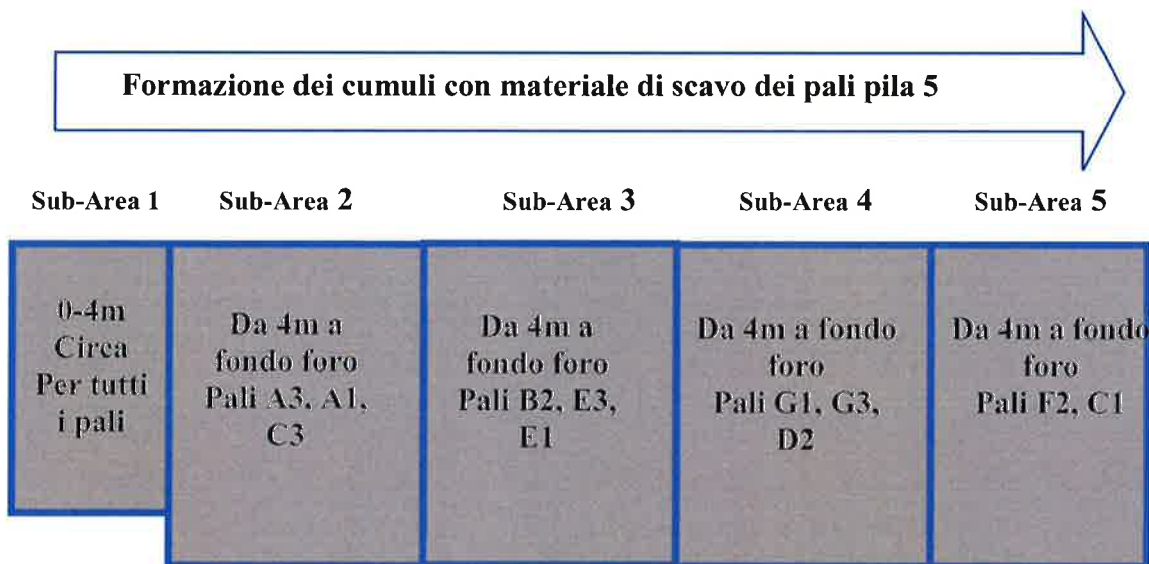 Formazione dei cumuli con materiale di scavo dei pali pila 5
Sub-Area 1
Sub-Area 2
Sub-Area 3
Sub-Area 4
Sub-Area 5
0-4m
Circa
Per tutti
i pali
Da 4m a
fondo foro
Pali A3, A1,
C3
Da 4m a
fondo foro
Pali B2, E3,
E1
Da 4m a fondo
foro
Pali G1, G3,
D2
Da 4m a fondo
foro
Pali F2, C1